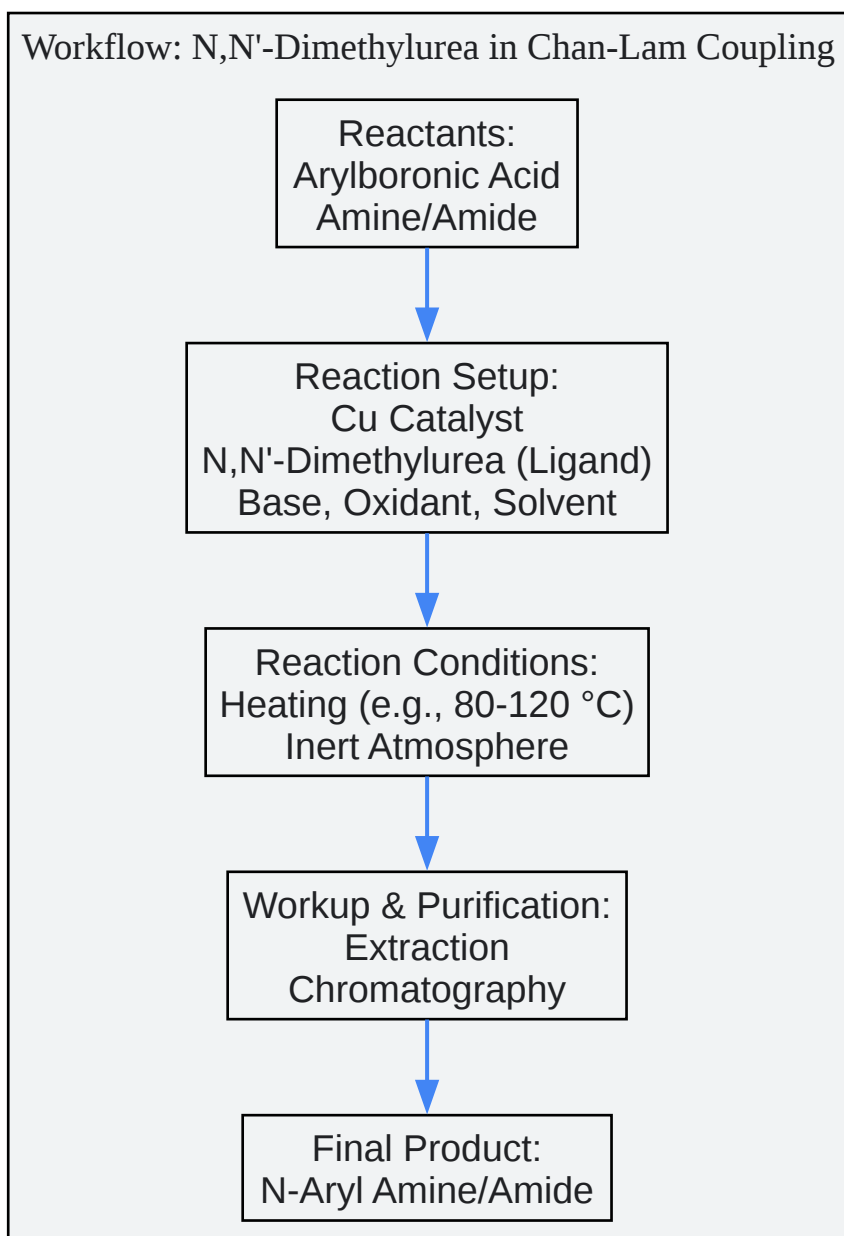 Workflow: N,N'-Dimethylurea in Chan-Lam Coupling
Reactants:
Arylboronic Acid
Amine/Amide
Reaction Setup:
Cu Catalyst
N,N'-Dimethylurea (Ligand)
Base, Oxidant, Solvent
Reaction Conditions:
Heating (e.g., 80-120 °C)
Inert Atmosphere
Workup & Purification:
Extraction
Chromatography
Final Product:
N-Aryl Amine/Amide